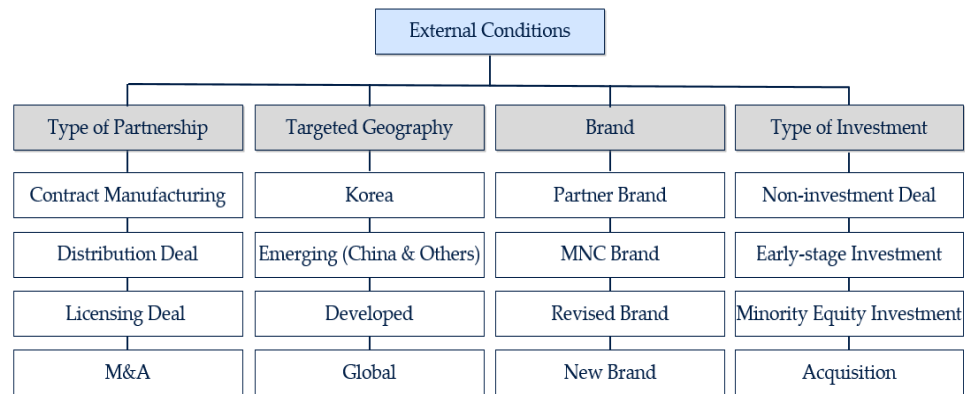 External Conditions
Type of Partnership
Targeted Geography
Brand
Type of Investment
Contract Manufacturing
Korea
Partner Brand
Non-investment Deal
Distribution Deal
Emerging (China & Others)
MNC Brand
Early-stage Investment
Licensing Deal
Developed
Revised Brand
Minority Equity Investment
M&A
Global
New Brand
Acquisition